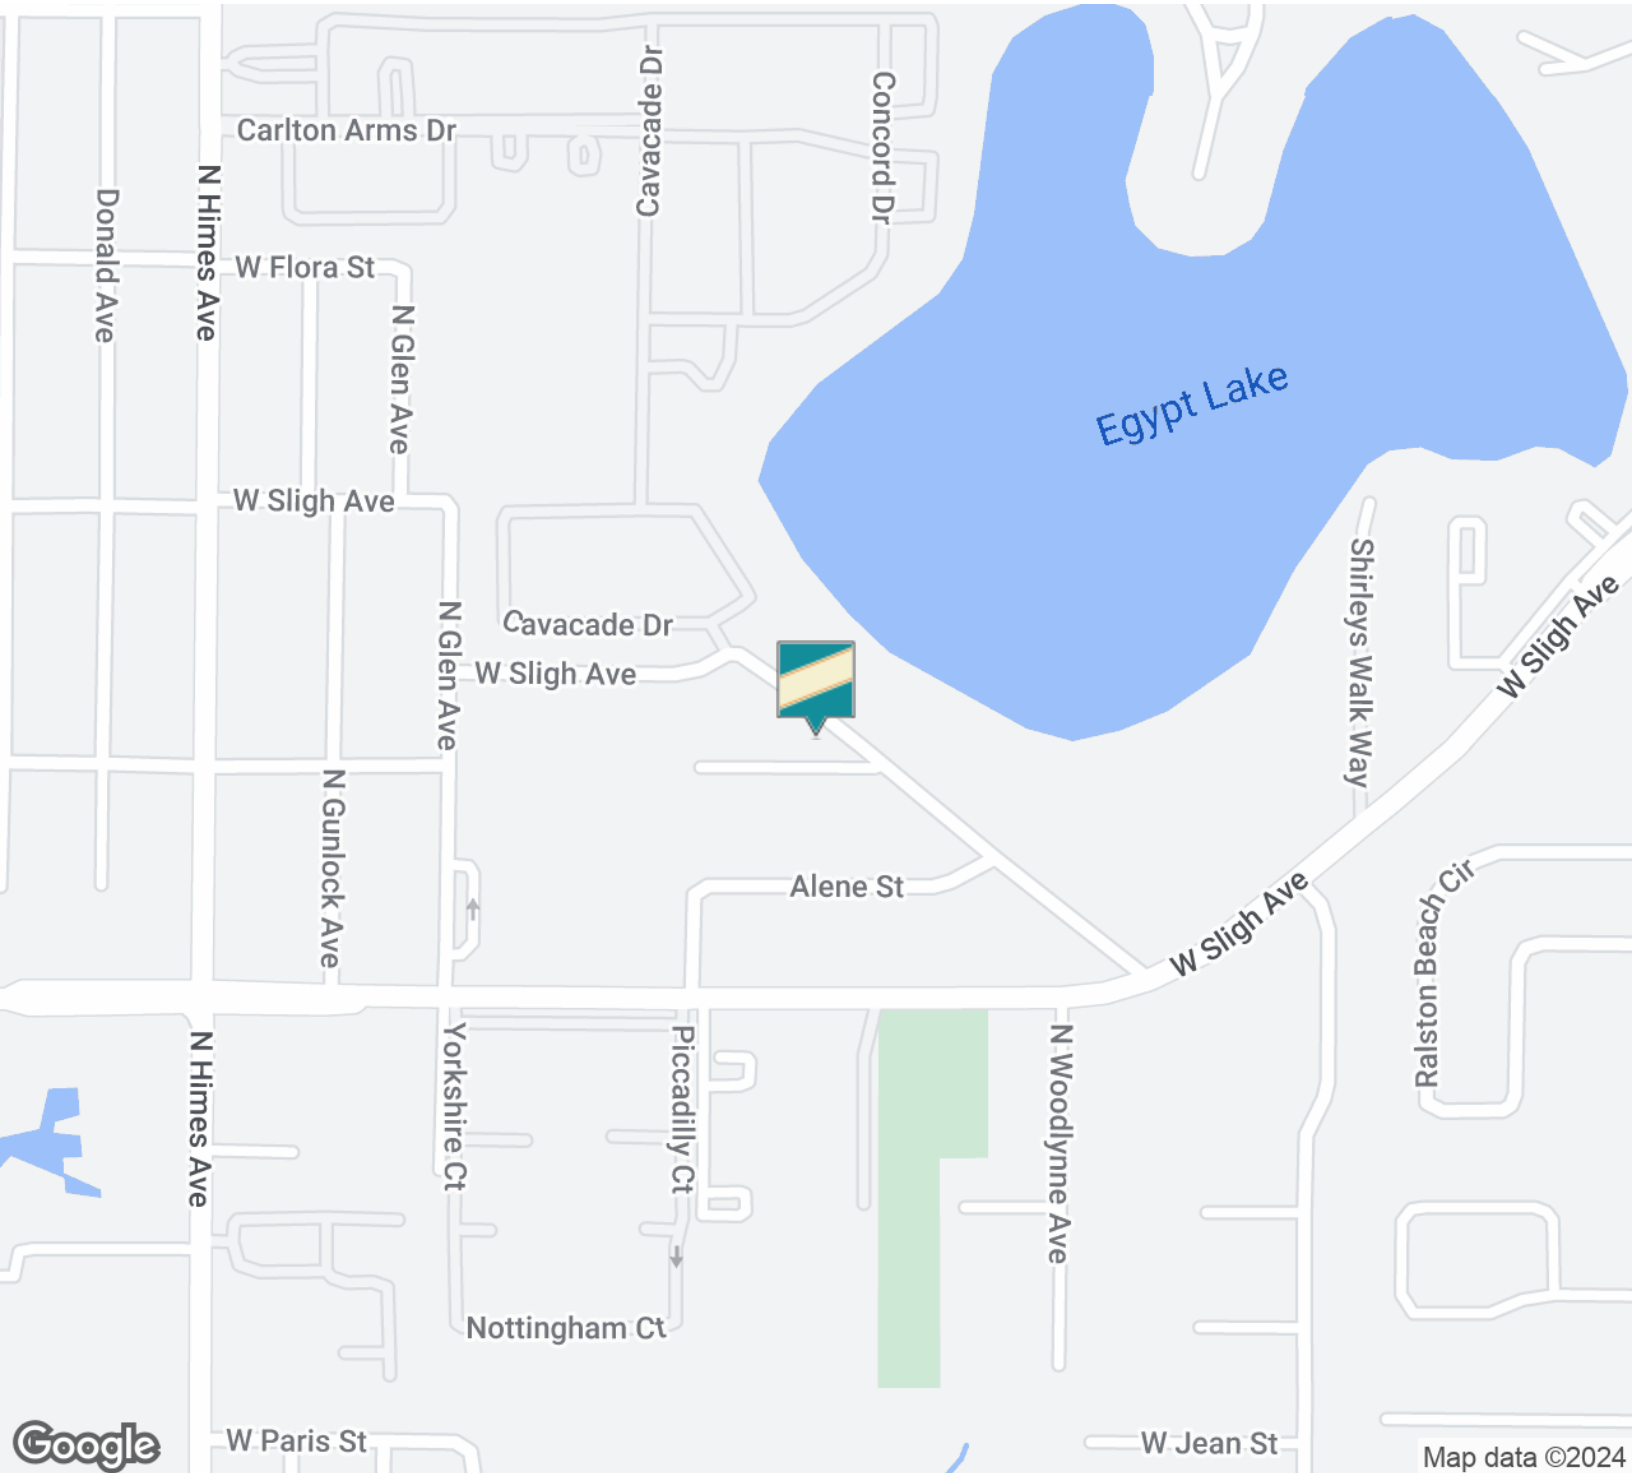 Cavacade Dr
Concord Dr
Carlton Arms Dr
N Himes Ave
Donald Ave
W Flora St
N Glen Ave
Egypt Lake
W Sligh Ave
Shirleys Walk Way
W Sligh Ave
N Glen Ave
Cavacade Dr
W Sligh Ave
N Gunlock Ave
Alene St
W Sligh Ave
Ralston Beach Cir
N Himes Ave
Yorkshire Ct
Piccadilly Ct
N Woodlynne Ave
Nottingham Ct
W Paris St
W Jean St
Google
Map data ©2024